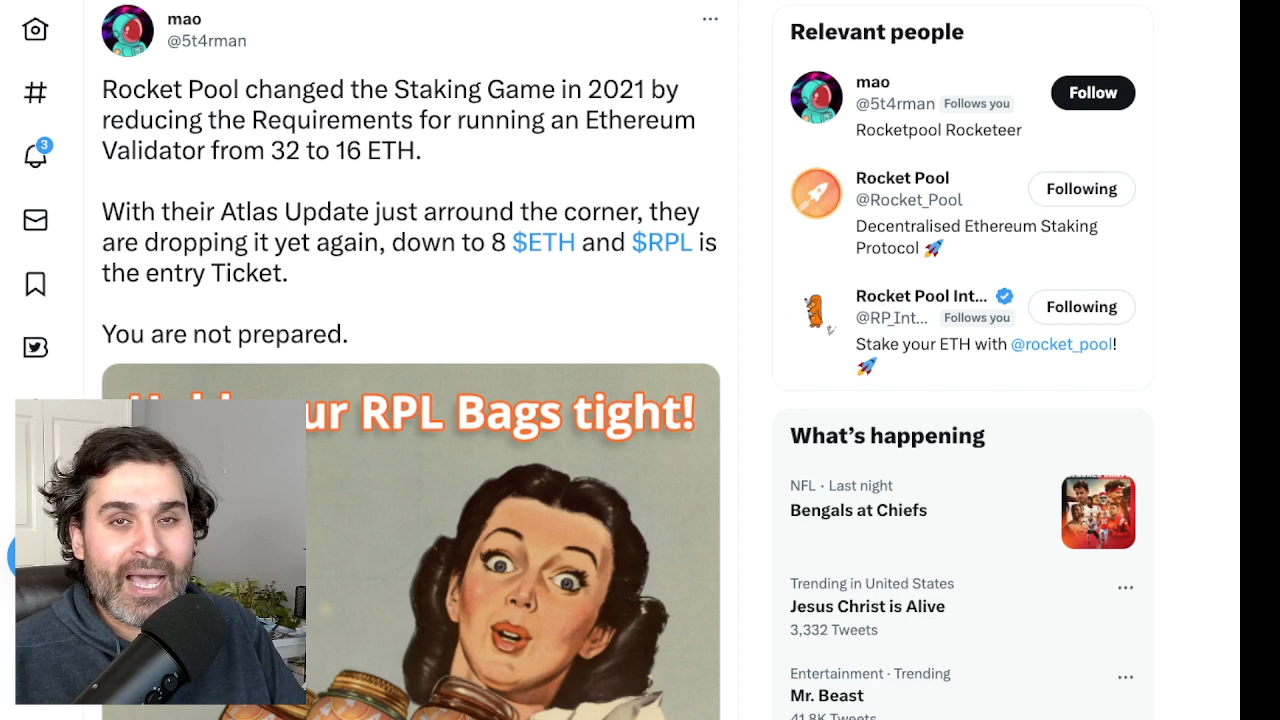 mao
@5t4rman
Rocket Pool changed the Staking Game in 2021 by
reducing the Requirements for running an Ethereum
Validator from 32 to 16 ETH.
With their Atlas Update just arround the corner, they
are dropping it yet again, down to 8 $ETH and $RPL is
the entry Ticket.
You are not prepared.
RPL Bags tight!
3
Relevant people
mao
@5t4rman Follows you
Rocketpool Rocketeer
Follow
Rocket Pool
@Rocket_Pool
Decentralised Ethereum Staking
Protocol 🚀
Following
Rocket Pool Int...
@RP_Int... Follows you
Stake your ETH with @rocket_pool!
🚀
Following
What's happening
NFL · Last night
Bengals at Chiefs
Trending in United States
Jesus Christ is Alive
3,332 Tweets
Entertainment · Trending
Mr. Beast
41.8K Tweets